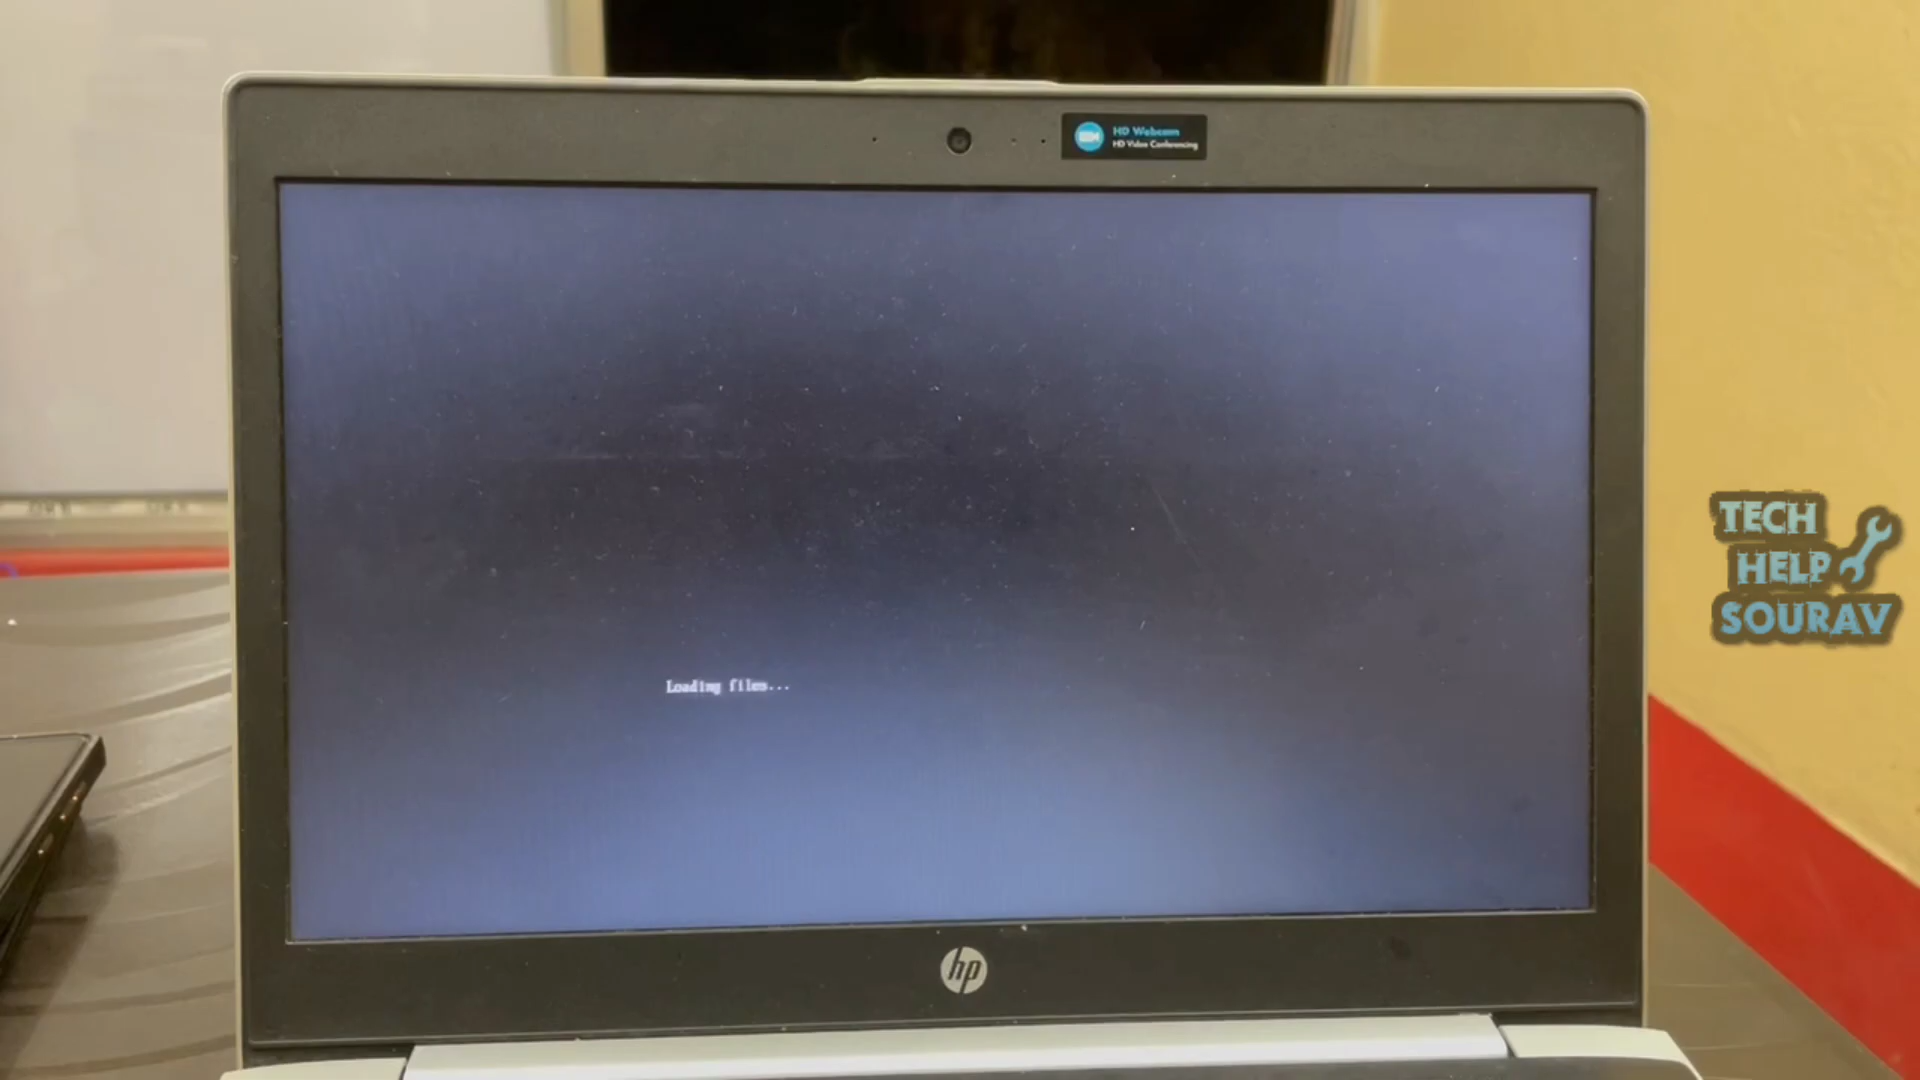 HD Webcam
HD Video Conferencing
Loading files...
hp
TECH
HELP
SOURAV